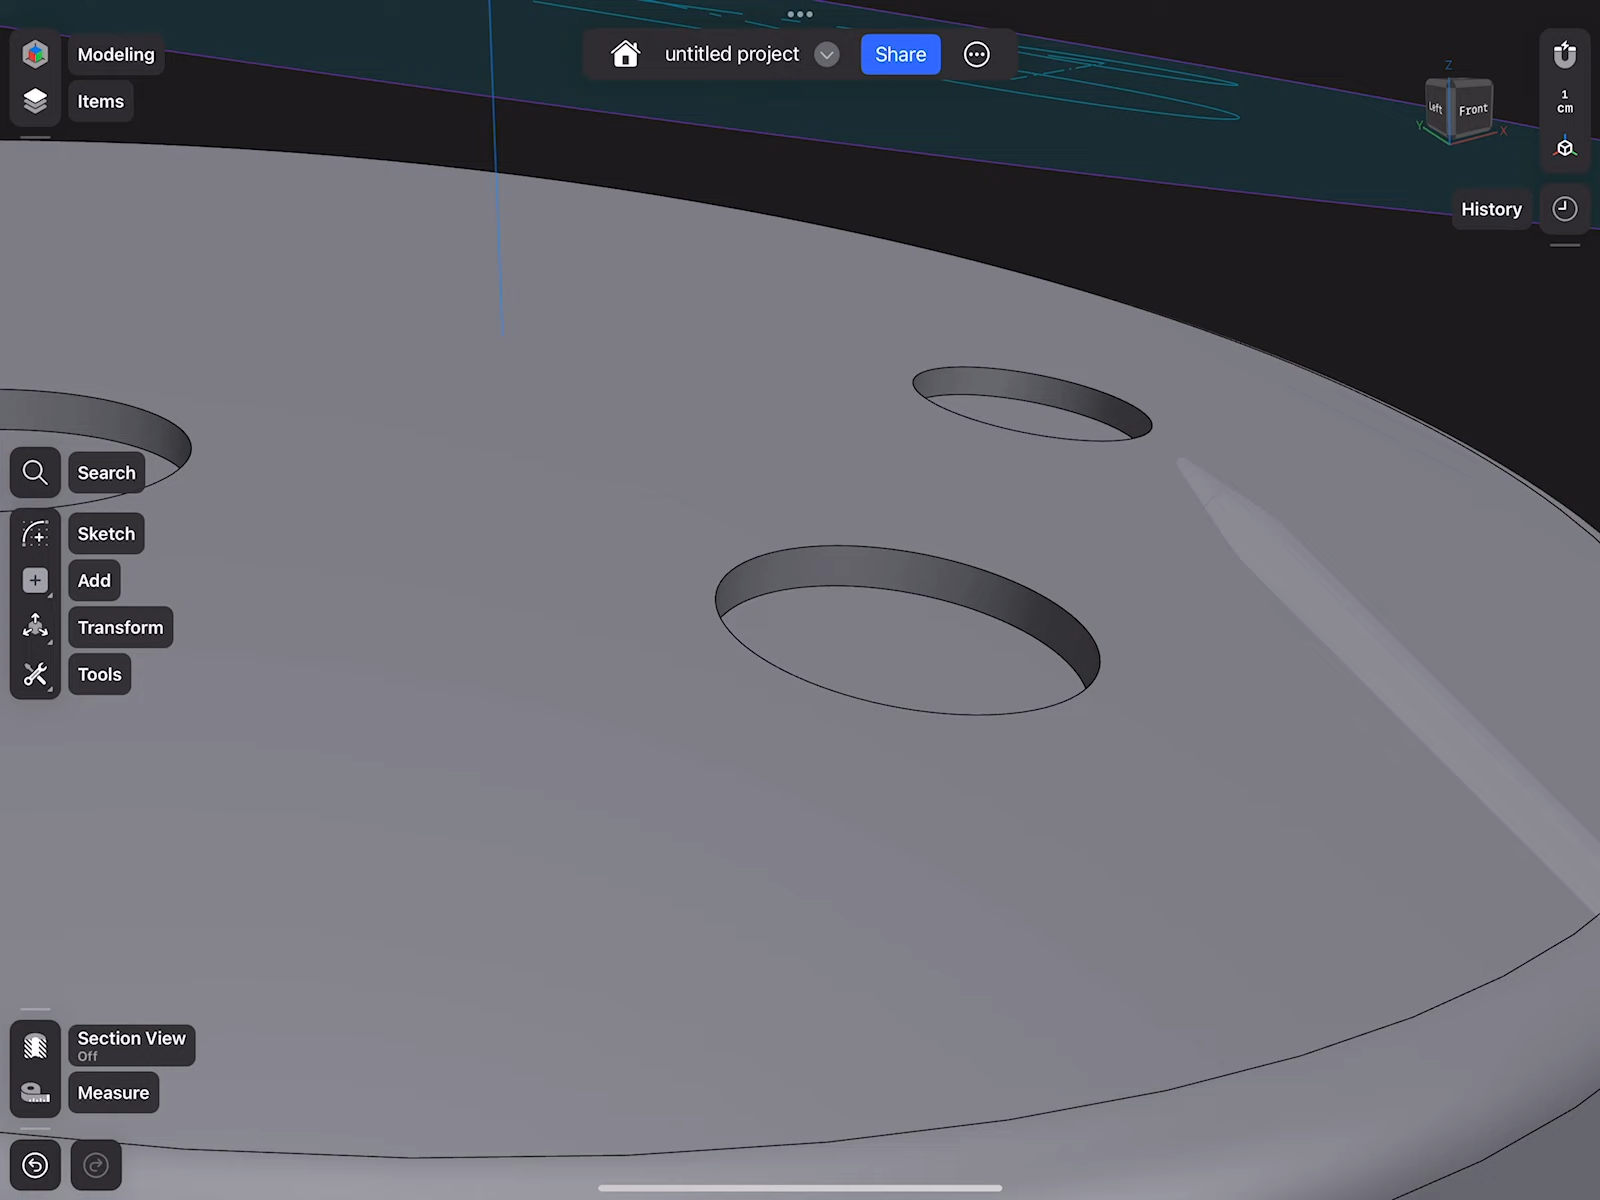 Modeling
Items
untitled project
Share
Z
Left
Front
Y
X
1
cm
History
Search
Sketch
Add
Transform
Tools
Section View
Off
Measure